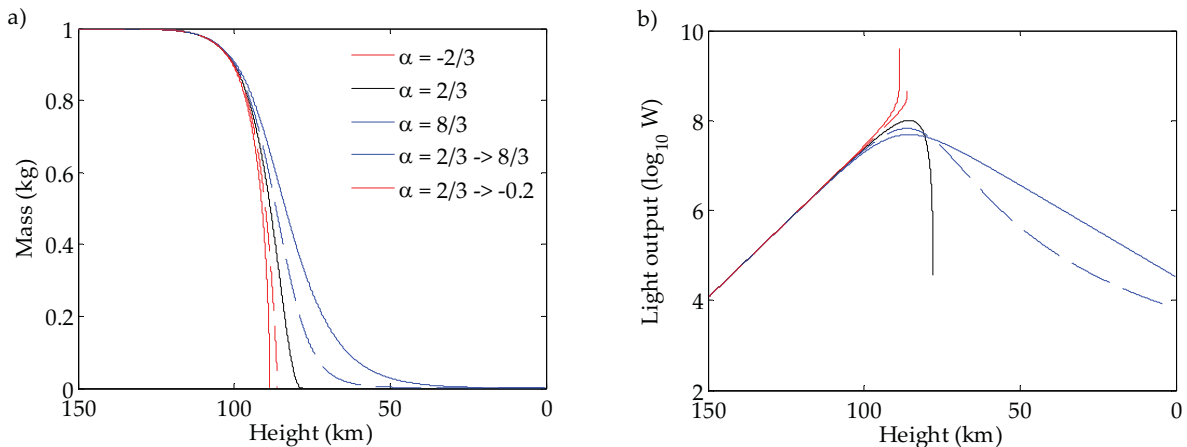 a)
1
0.8
0.6
0.4
0.2
0
Mass (kg)
α = -2/3
α = 2/3
α = 8/3
α = 2/3 -> 8/3
α = 2/3 -> -0.2
150
100
50
0
Height (km)
b)
10
8
6
4
2
Light output (log10 W)
150
100
50
0
Height (km)